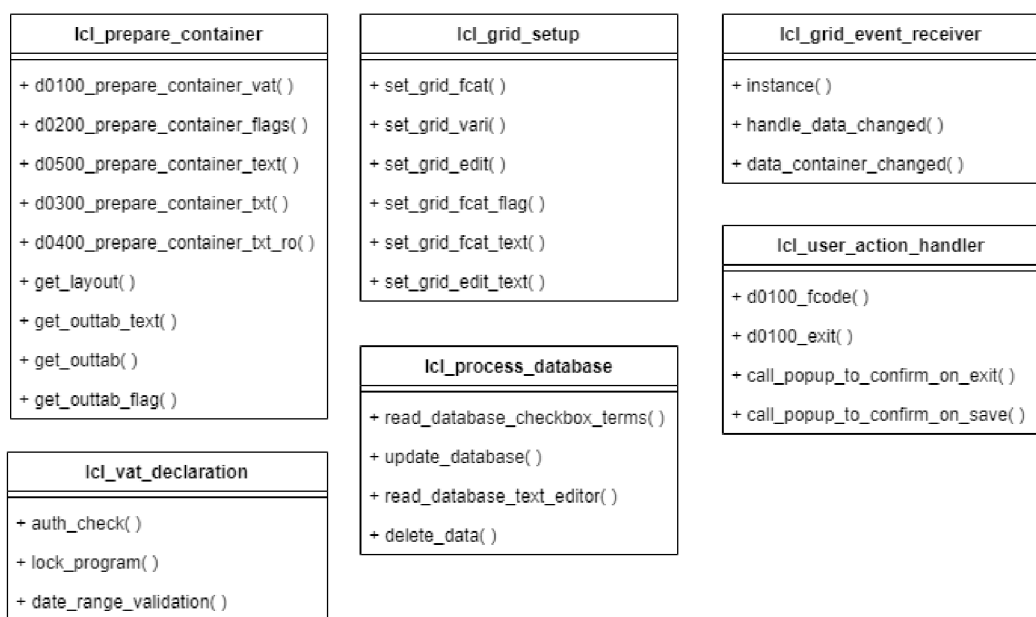 lcl_prepare_container
+ d0100_prepare_container_vat( )
+ d0200_prepare_container_flags( )
+ d0500_prepare_container_text( )
+ d0300_prepare_container_txt( )
+ d0400_prepare_container_txt_ro( )
+ get_layout( )
+ get_outtab_text( )
+ get_outtab( )
+ get_outtab_flag( )
lcl_vat_declaration
+ auth_check( )
+ lock_program( )
+ date_range_validation( )
lcl_grid_setup
+ set_grid_fcat( )
+ set_grid_vari( )
+ set_grid_edit( )
+ set_grid_fcat_flag( )
+ set_grid_fcat_text( )
+ set_grid_edit_text( )
lcl_process_database
+ read_database_checkbox_terms( )
+ update_database( )
+ read_database_text_editor( )
+ delete_data( )
lcl_grid_event_receiver
+ instance( )
+ handle_data_changed( )
+ data_container_changed( )
lcl_user_action_handler
+ d0100_fcode( )
+ d0100_exit( )
+ call_popup_to_confirm_on_exit( )
+ call_popup_to_confirm_on_save( )